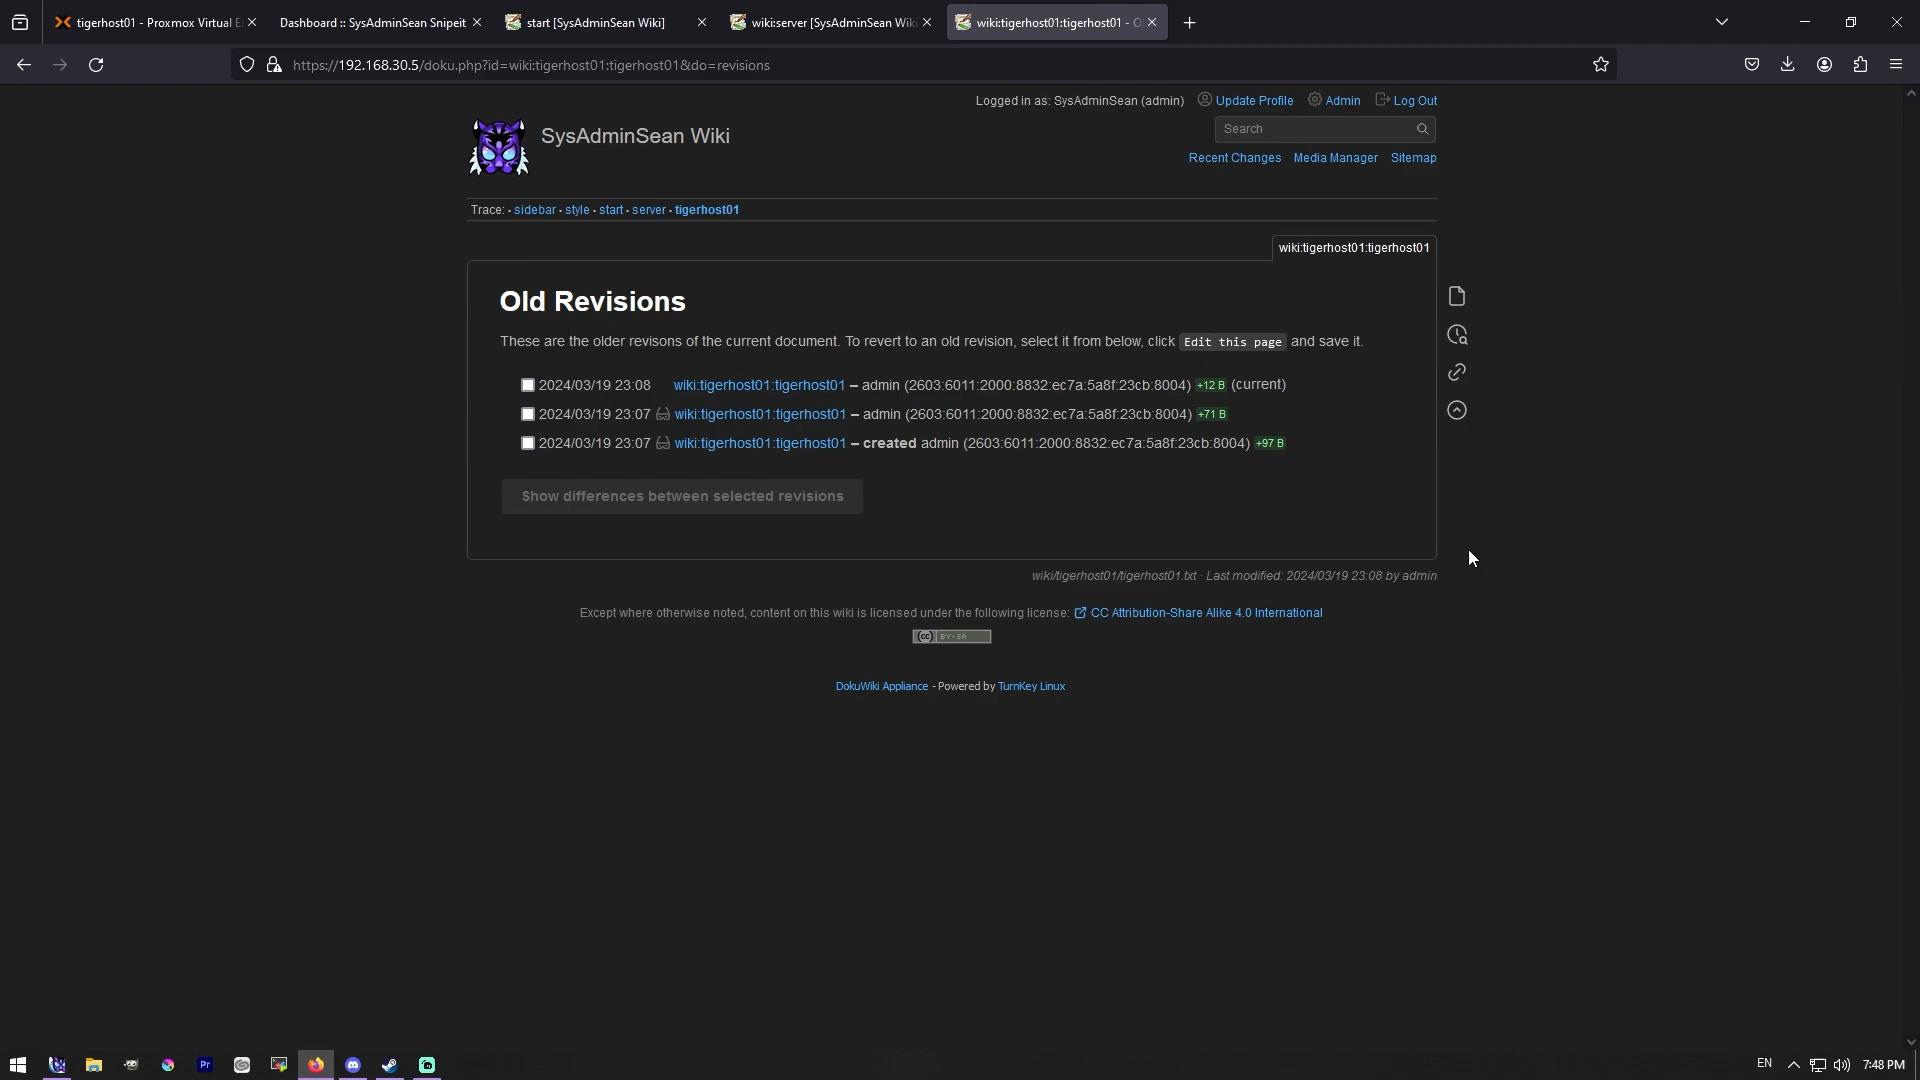 tigerhost01 - Proxmox Virtual E
Dashboard :: SysAdminSean Snipeit
start [SysAdminSean Wiki]
wiki:server [SysAdminSean Wiki
wiki:tigerhost01:tigerhost01 - O
https://192.168.30.5/doku.php?id=wiki:tigerhost01:tigerhost01&do=revisions
Logged in as: SysAdminSean (admin) Update Profile Admin Log Out
SysAdminSean Wiki
Search
Recent Changes Media Manager Sitemap
Trace: • sidebar • style • start • server • tigerhost01
wiki:tigerhost01:tigerhost01
Old Revisions
These are the older revisons of the current document. To revert to an old revision, select it from below, click Edit this page and save it.
2024/03/19 23:08 wiki:tigerhost01:tigerhost01 – admin (2603:6011:2000:8832:ec7a:5a8f:23cb:8004) +12 B (current)
2024/03/19 23:07 wiki:tigerhost01:tigerhost01 – admin (2603:6011:2000:8832:ec7a:5a8f:23cb:8004) +71 B
2024/03/19 23:07 wiki:tigerhost01:tigerhost01 – created admin (2603:6011:2000:8832:ec7a:5a8f:23cb:8004) +97 B
Show differences between selected revisions
wiki/tigerhost01/tigerhost01.txt · Last modified: 2024/03/19 23:08 by admin
Except where otherwise noted, content on this wiki is licensed under the following license: CC Attribution-Share Alike 4.0 International
cc BY-SA
DokuWiki Appliance - Powered by TurnKey Linux
Pr
EN
7:48 PM